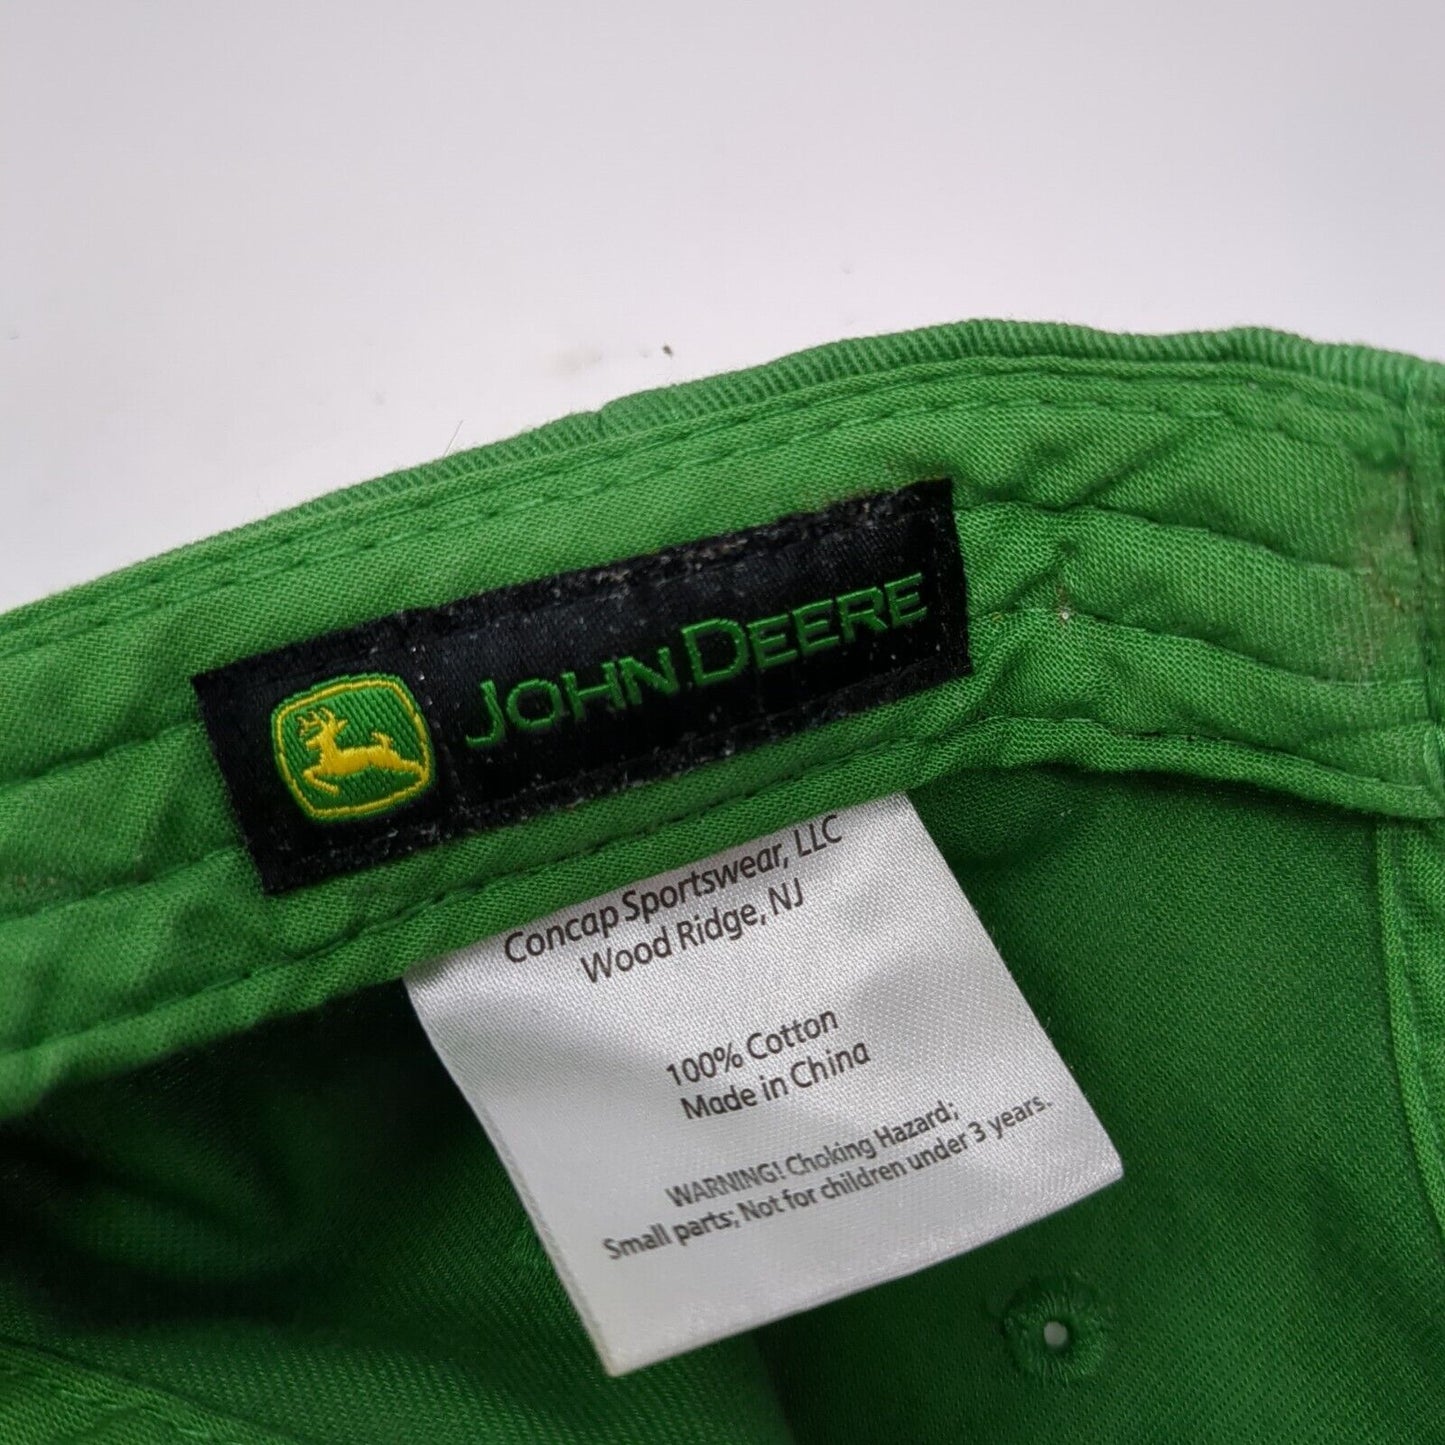 JOHN DEERE
Concap Sportswear, LLC
Wood Ridge, NJ
100% Cotton
Made in China
WARNING! Choking Hazard;
Small parts; Not for children under 3 years.